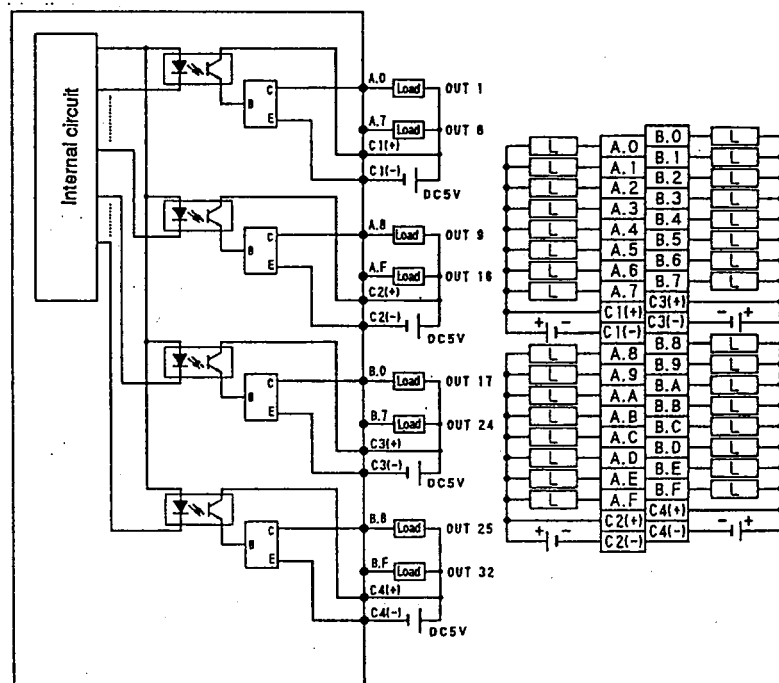 Internal circuit
C
B
E
A.0 Load OUT 1
A.7 Load OUT 8
C1(+)
C1(-)
DC5V
C
B
E
A.8 Load OUT 9
A.F Load OUT 16
C2(+)
C2(-)
DC5V
C
B
E
B.0 Load OUT 17
B.7 Load OUT 24
C3(+)
C3(-)
DC5V
C
B
E
B.8 Load OUT 25
B.F Load OUT 32
C4(+)
C4(-)
DC5V
L A.0 B.0 L
L A.1 B.1 L
L A.2 B.2 L
L A.3 B.3 L
L A.4 B.4 L
L A.5 B.5 L
L A.6 B.6 L
L A.7 B.7 L
C1(+) C3(+)
+ - C1(-) C3(-) - +
L A.8 B.8 L
L A.9 B.9 L
L A.A B.A L
L A.B B.B L
L A.C B.C L
L A.D B.D L
L A.E B.E L
L A.F B.F L
C2(+) C4(+)
+ - C2(-) C4(-) - +